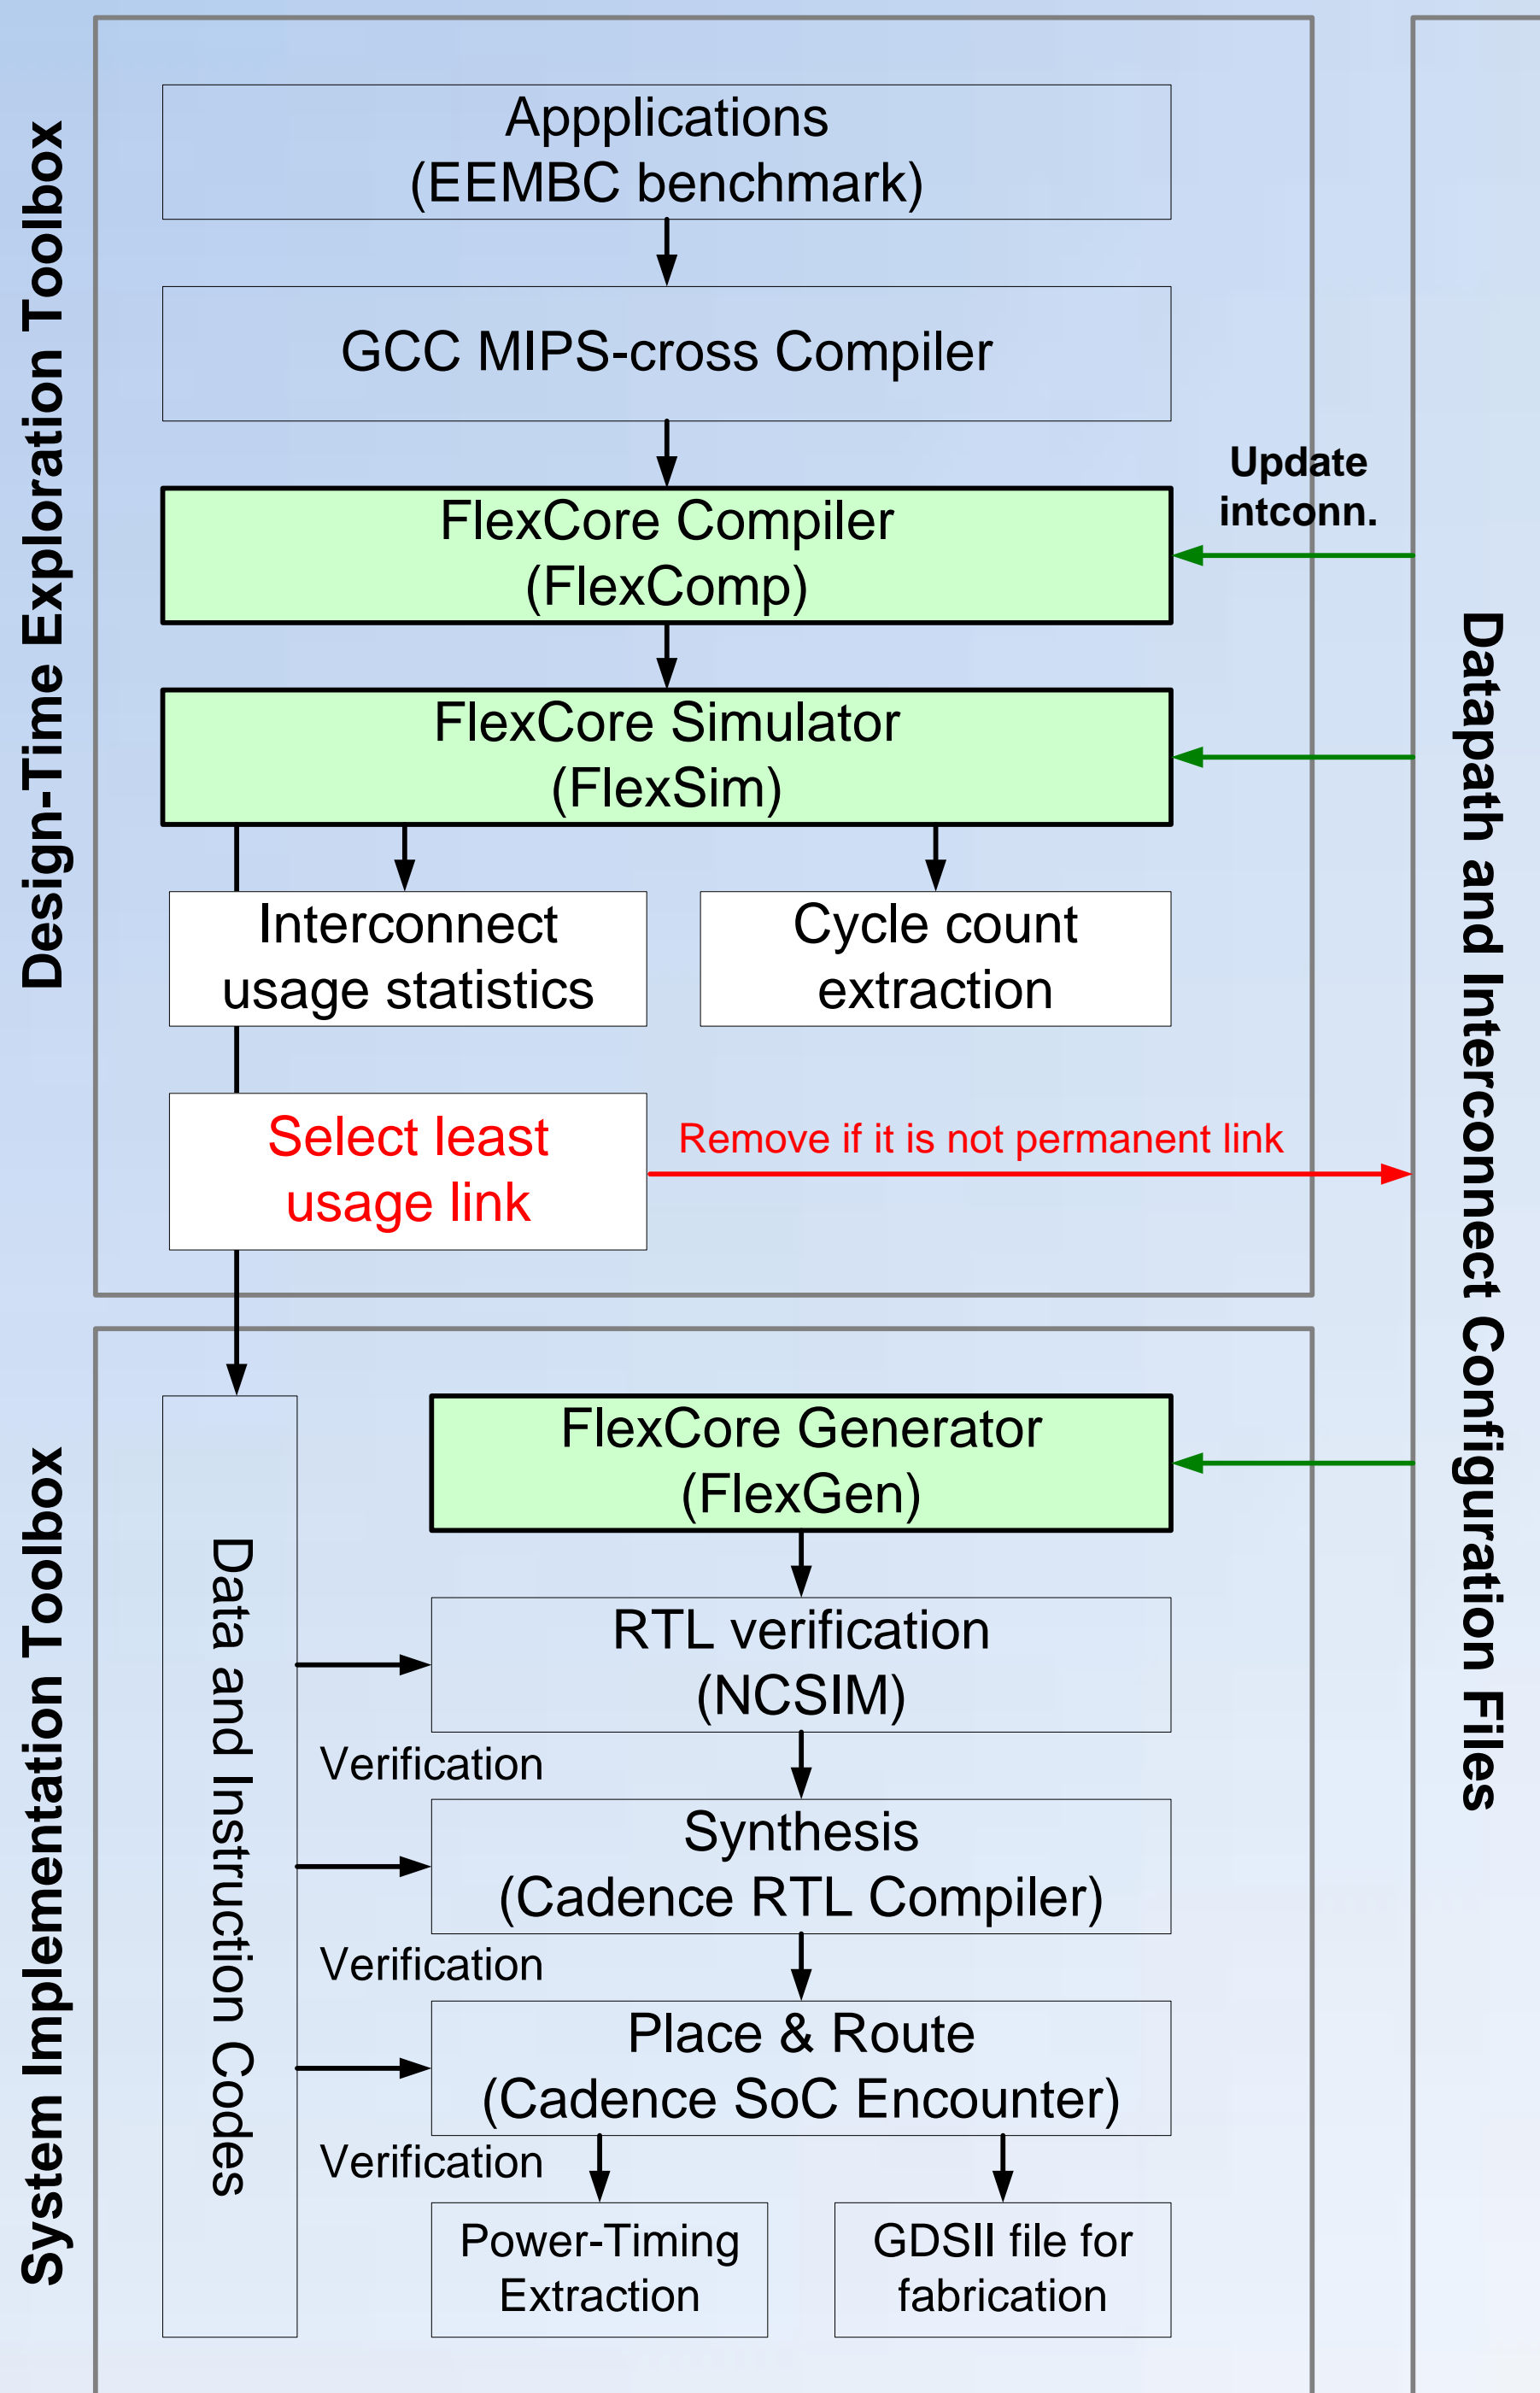 Design-Time Exploration Toolbox
Appplications
(EEMBC benchmark)
GCC MIPS-cross Compiler
FlexCore Compiler
(FlexComp)
Update
intconn.
FlexCore Simulator
(FlexSim)
Interconnect
usage statistics
Cycle count
extraction
Select least
usage link
Remove if it is not permanent link
Datapath and Interconnect Configuration Files
System Implementation Toolbox
Data and Instruction Codes
FlexCore Generator
(FlexGen)
RTL verification
(NCSIM)
Verification
Synthesis
(Cadence RTL Compiler)
Verification
Place & Route
(Cadence SoC Encounter)
Verification
Power-Timing
Extraction
GDSII file for
fabrication